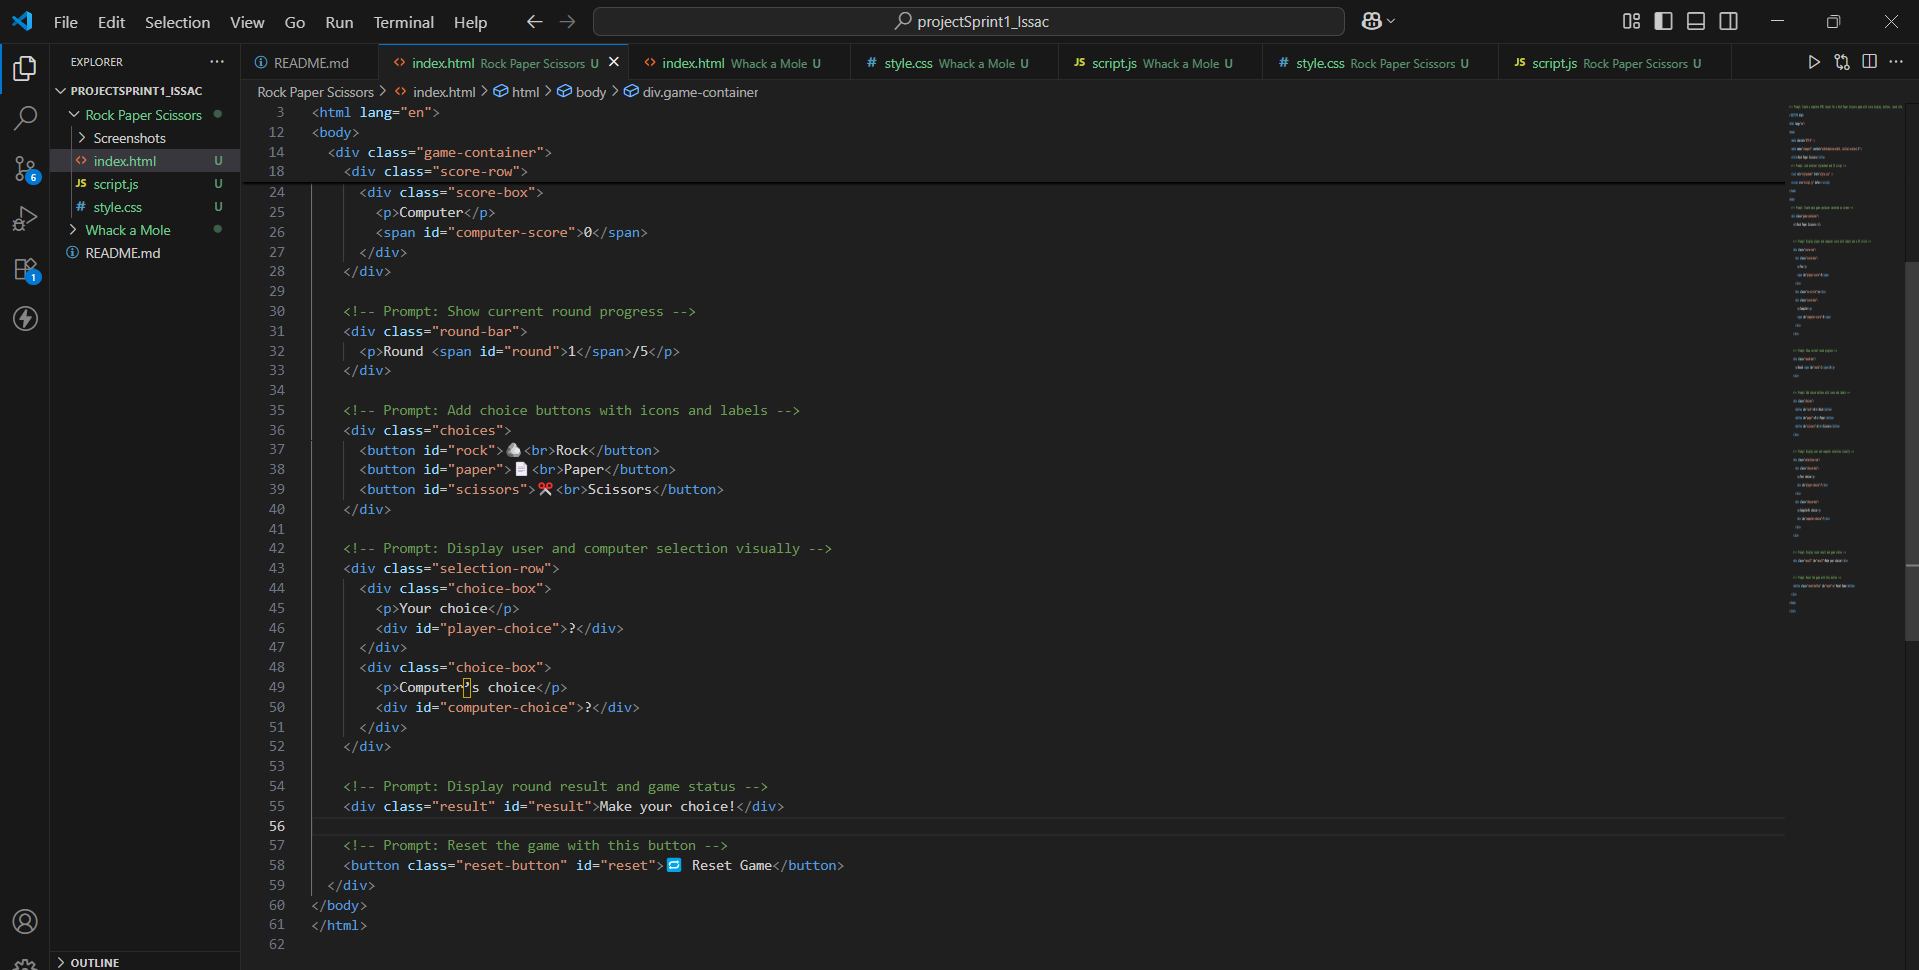 File Edit Selection View Go Run Terminal Help projectSprint1_Issac
EXPLORER
PROJECTSPRINT1_ISSAC
Rock Paper Scissors
Screenshots
index.html U
JS script.js U
# style.css U
Whack a Mole
README.md
OUTLINE
6
1
README.md index.html Rock Paper Scissors U index.html Whack a Mole U # style.css Whack a Mole U JS script.js Whack a Mole U # style.css Rock Paper Scissors U JS script.js Rock Paper Scissors U
Rock Paper Scissors > index.html > html > body > div.game-container
3 <html lang="en">
12 <body>
14 <div class="game-container">
18 <div class="score-row">
24 <div class="score-box">
25 <p>Computer</p>
26 <span id="computer-score">0</span>
27 </div>
28 </div>
29
30 <!-- Prompt: Show current round progress -->
31 <div class="round-bar">
32 <p>Round <span id="round">1</span>/5</p>
33 </div>
34
35 <!-- Prompt: Add choice buttons with icons and labels -->
36 <div class="choices">
37 <button id="rock">🪨<br>Rock</button>
38 <button id="paper">📄<br>Paper</button>
39 <button id="scissors">✂️<br>Scissors</button>
40 </div>
41
42 <!-- Prompt: Display user and computer selection visually -->
43 <div class="selection-row">
44 <div class="choice-box">
45 <p>Your choice</p>
46 <div id="player-choice">?</div>
47 </div>
48 <div class="choice-box">
49 <p>Computer’s choice</p>
50 <div id="computer-choice">?</div>
51 </div>
52 </div>
53
54 <!-- Prompt: Display round result and game status -->
55 <div class="result" id="result">Make your choice!</div>
56
57 <!-- Prompt: Reset the game with this button -->
58 <button class="reset-button" id="reset">🔁 Reset Game</button>
59 </div>
60 </body>
61 </html>
62